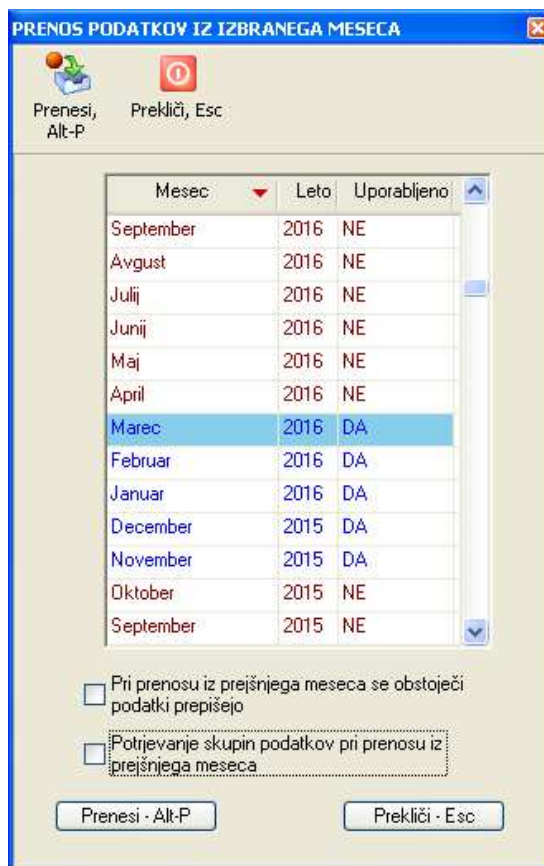 PRENOS PODATKOV IZ IZBRANEGA MESECA
Prenesi,
Alt-P
Prekliči, Esc
Mesec Leto Uporabljeno
September 2016 NE
Avgust 2016 NE
Julij 2016 NE
Junij 2016 NE
Maj 2016 NE
April 2016 NE
Marec 2016 DA
Februar 2016 DA
Januar 2016 DA
December 2015 DA
November 2015 DA
Oktober 2015 NE
September 2015 NE
Pri prenosu iz prejšnjega meseca se obstoječi
podatki prepišejo
Potrjevanje skupin podatkov pri prenosu iz
prejšnjega meseca
Prenesi - Alt-P Prekliči - Esc